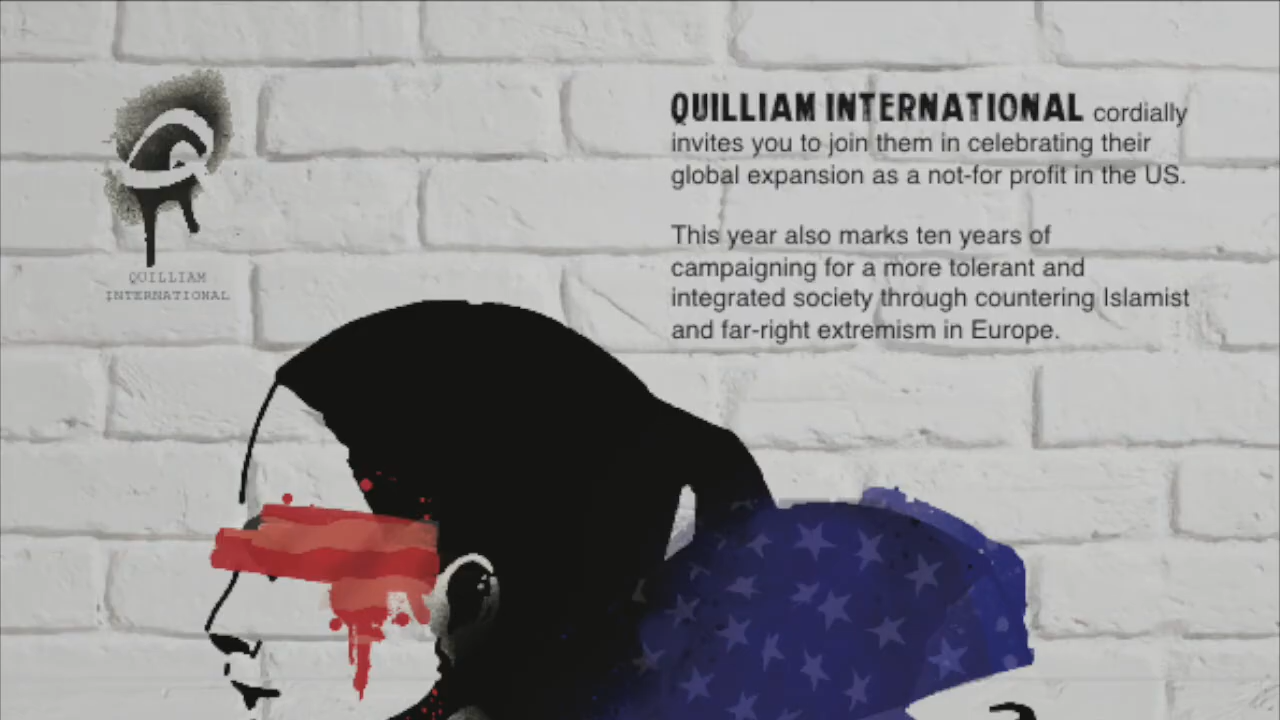 QUILLIAM
INTERNATIONAL
QUILLIAM INTERNATIONAL cordially
invites you to join them in celebrating their
global expansion as a not-for profit in the US.
This year also marks ten years of
campaigning for a more tolerant and
integrated society through countering Islamist
and far-right extremism in Europe.